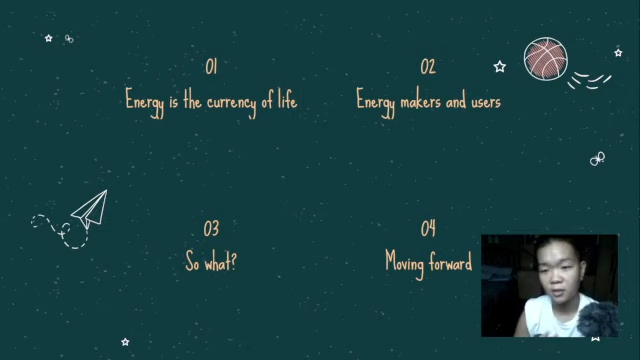 01
Energy is the currency of life
02
Energy makers and users
03
So what?
04
Moving forward